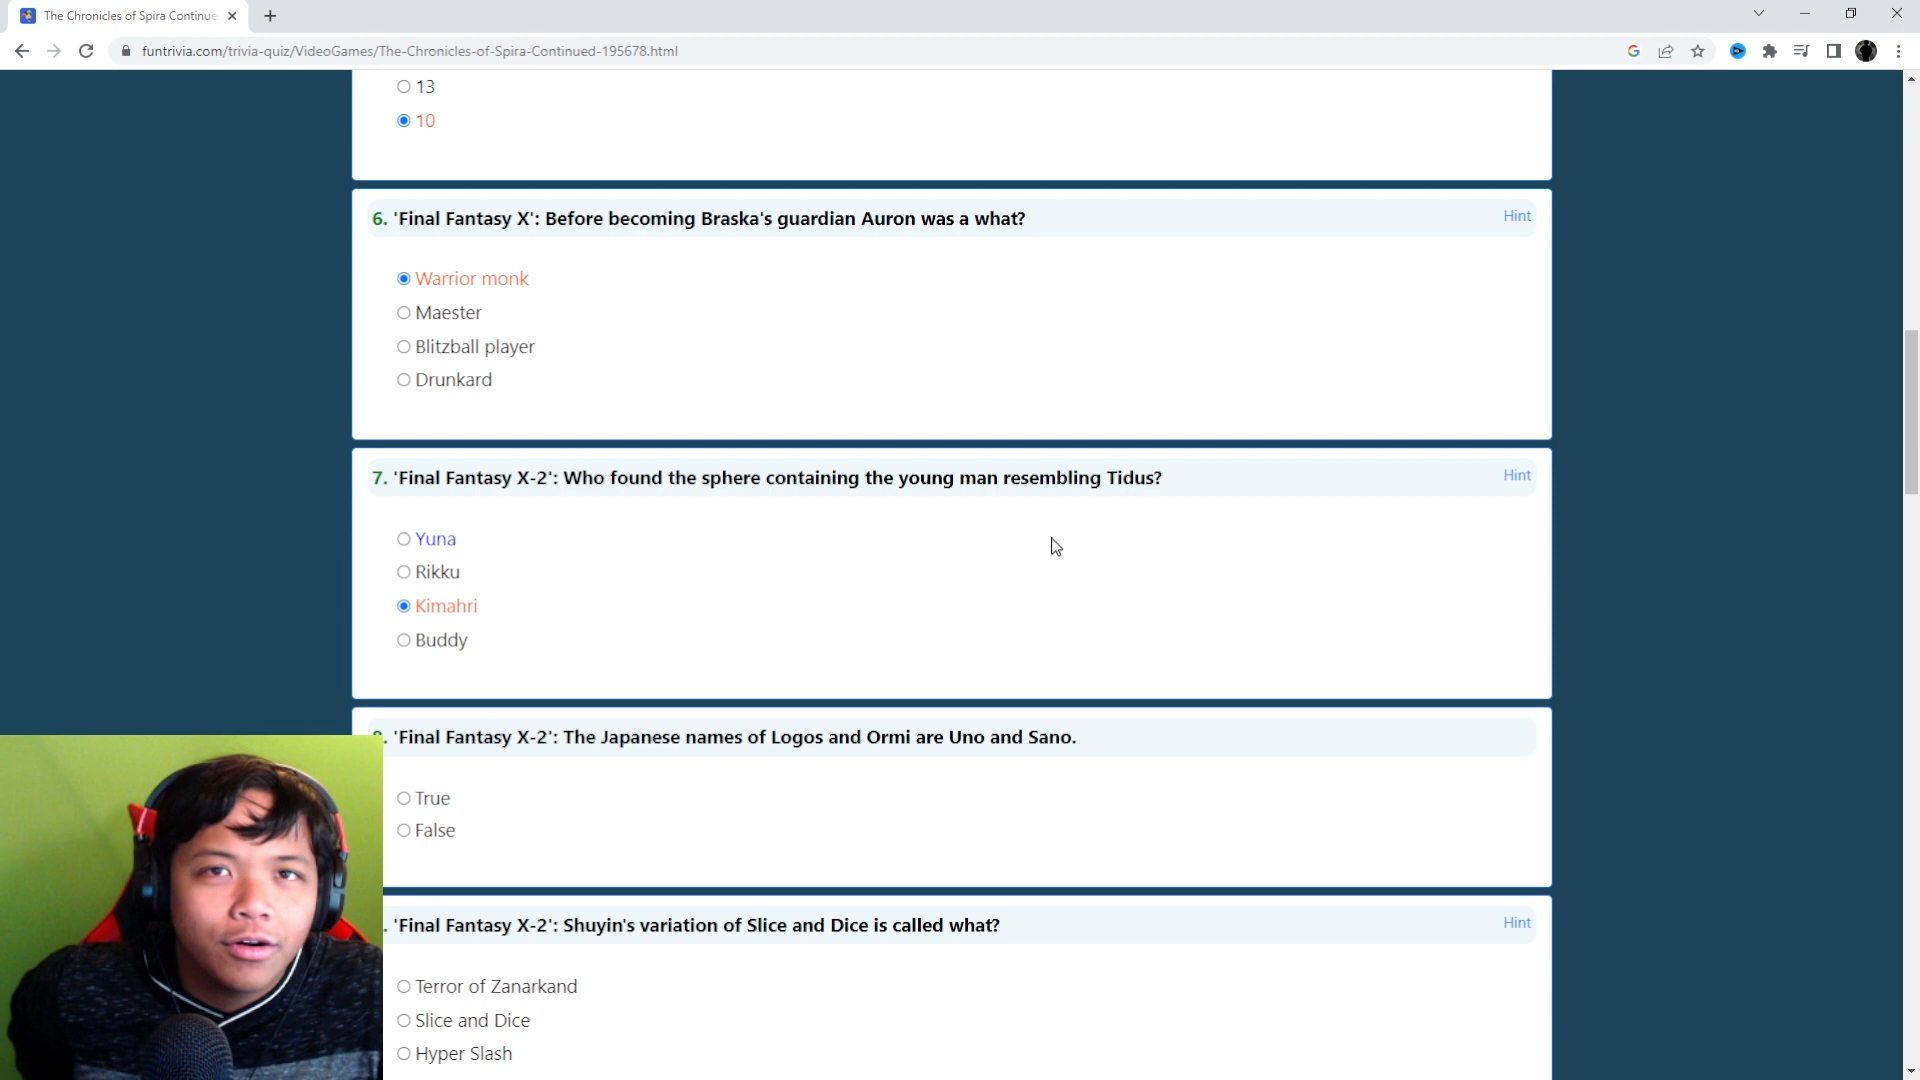 The Chronicles of Spira Continue
funtrivia.com/trivia-quiz/VideoGames/The-Chronicles-of-Spira-Continued-195678.html
13
10
6. 'Final Fantasy X': Before becoming Braska's guardian Auron was a what?
Hint
Warrior monk
Maester
Blitzball player
Drunkard
7. 'Final Fantasy X-2': Who found the sphere containing the young man resembling Tidus?
Hint
Yuna
Rikku
Kimahri
Buddy
'Final Fantasy X-2': The Japanese names of Logos and Ormi are Uno and Sano.
True
False
'Final Fantasy X-2': Shuyin's variation of Slice and Dice is called what?
Hint
Terror of Zanarkand
Slice and Dice
Hyper Slash